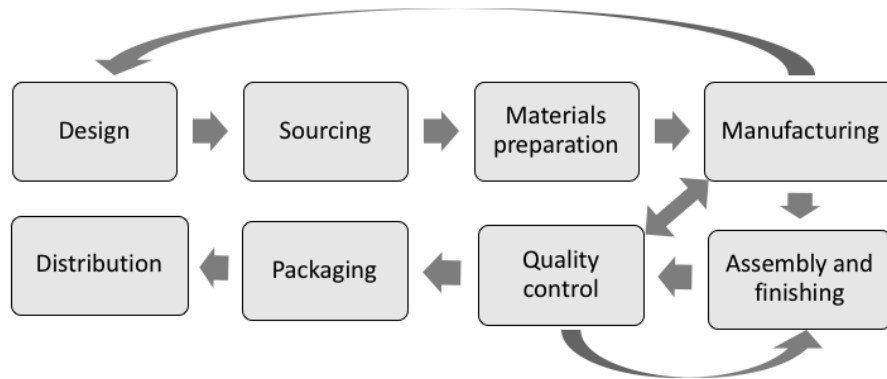 Design
Sourcing
Materials
preparation
Manufacturing
Distribution
Packaging
Quality
control
Assembly and
finishing